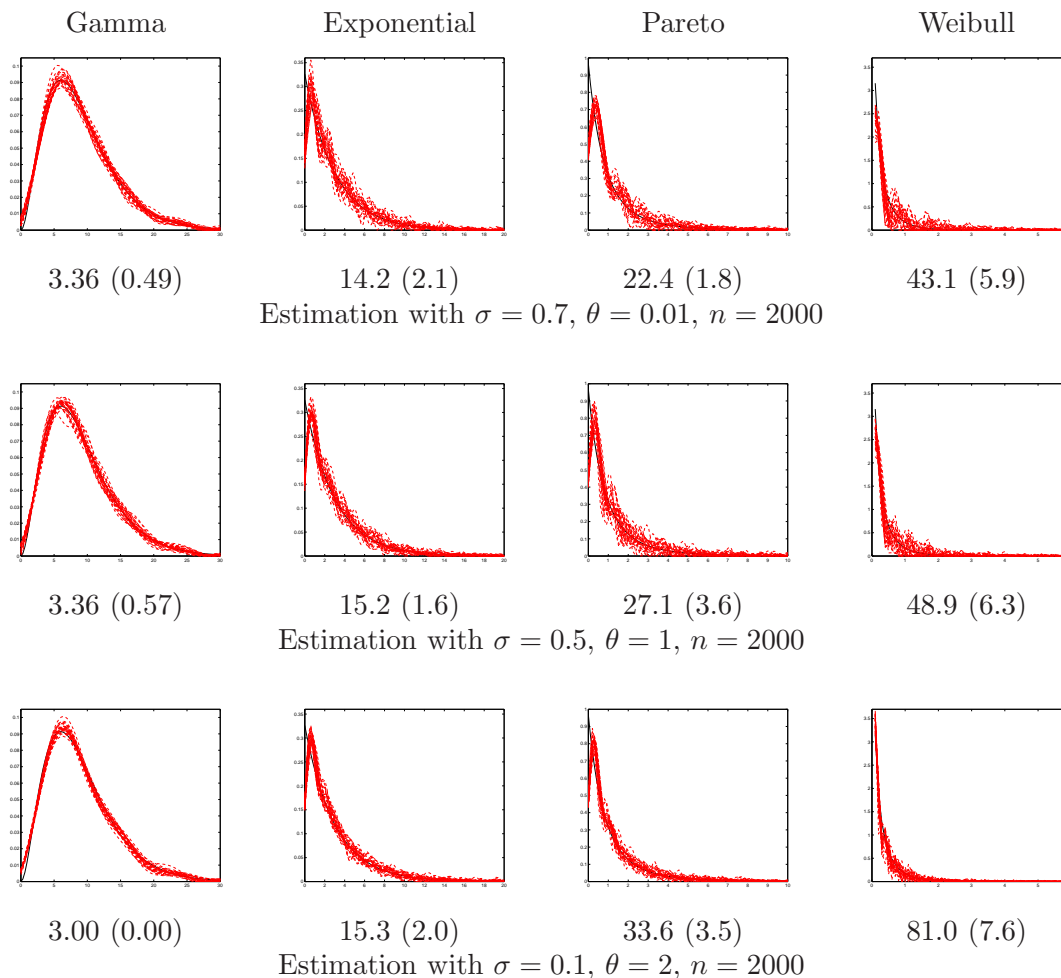 Gamma Exponential Pareto Weibull
3.36 (0.49) 14.2 (2.1) 22.4 (1.8) 43.1 (5.9)
Estimation with σ = 0.7, θ = 0.01, n = 2000
3.36 (0.57) 15.2 (1.6) 27.1 (3.6) 48.9 (6.3)
Estimation with σ = 0.5, θ = 1, n = 2000
3.00 (0.00) 15.3 (2.0) 33.6 (3.5) 81.0 (7.6)
Estimation with σ = 0.1, θ = 2, n = 2000